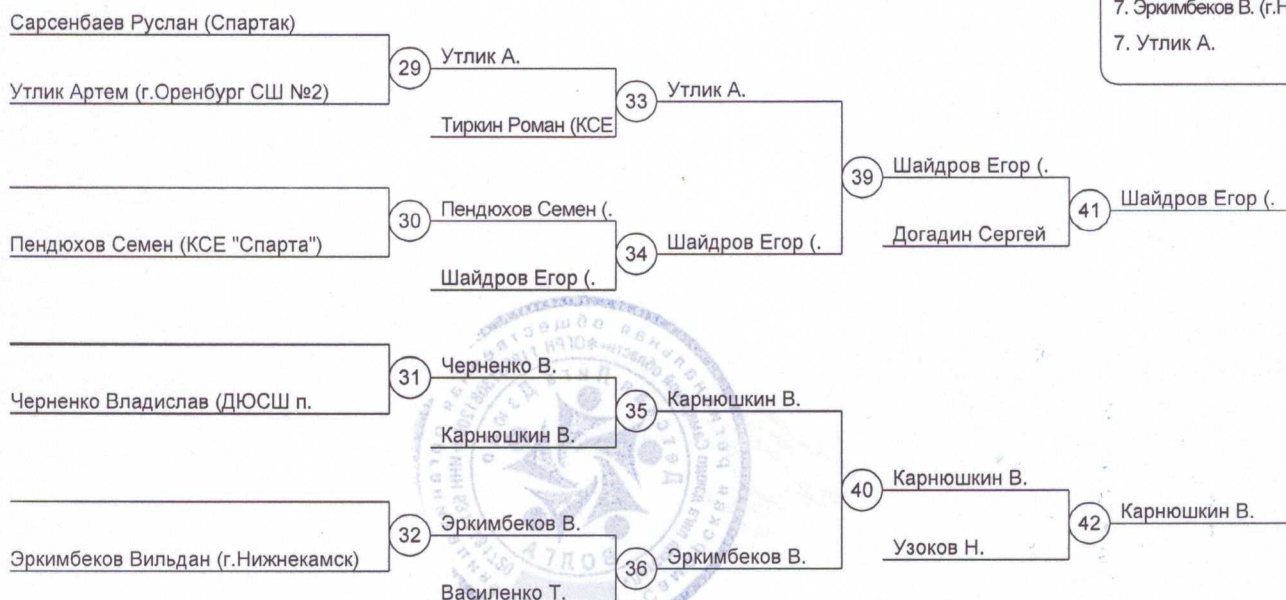 Сарсенбаев Руслан (Спартак)
Утлик Артем (г.Оренбург СШ №2)
29
Утлик А.
Тиркин Роман (КСЕ
33
Утлик А.
Пендюхов Семен (КСЕ "Спарта")
30
Пендюхов Семен (.
Шайдров Егор (.
34
Шайдров Егор (.
39
Шайдров Егор (.
Догадин Сергей
41
Шайдров Егор (.
Черненко Владислав (ДЮСШ п.
31
Черненко В.
Карнюшкин В.
35
Карнюшкин В.
Эркимбеков Вильдан (г.Нижнекамск)
32
Эркимбеков В.
Василенко Т.
36
Эркимбеков В.
40
Карнюшкин В.
Узоков Н.
42
Карнюшкин В.
7. Эркимбеков В. (г.Н
7. Утлик А.